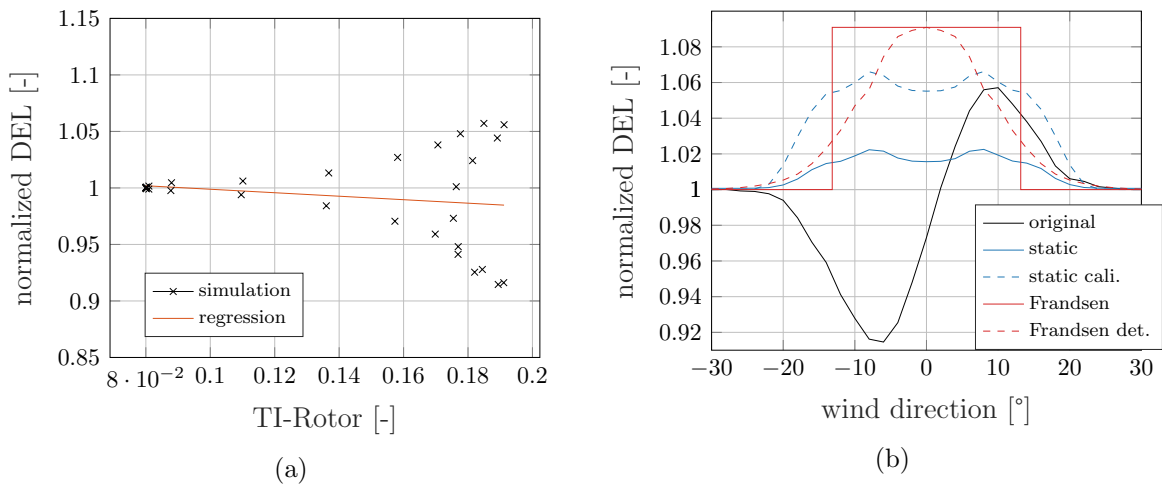 1.15
1.1
1.05
1
0.95
0.9
0.85
normalized DEL [-]
simulation
regression
8 · 10⁻² 0.1 0.12 0.14 0.16 0.18 0.2
TI-Rotor [-]
(a)
1.08
1.06
1.04
1.02
1
0.98
0.96
0.94
0.92
normalized DEL [-]
original
static
static cali.
Frandsen
Frandsen det.
−30 −20 −10 0 10 20 30
wind direction [°]
(b)